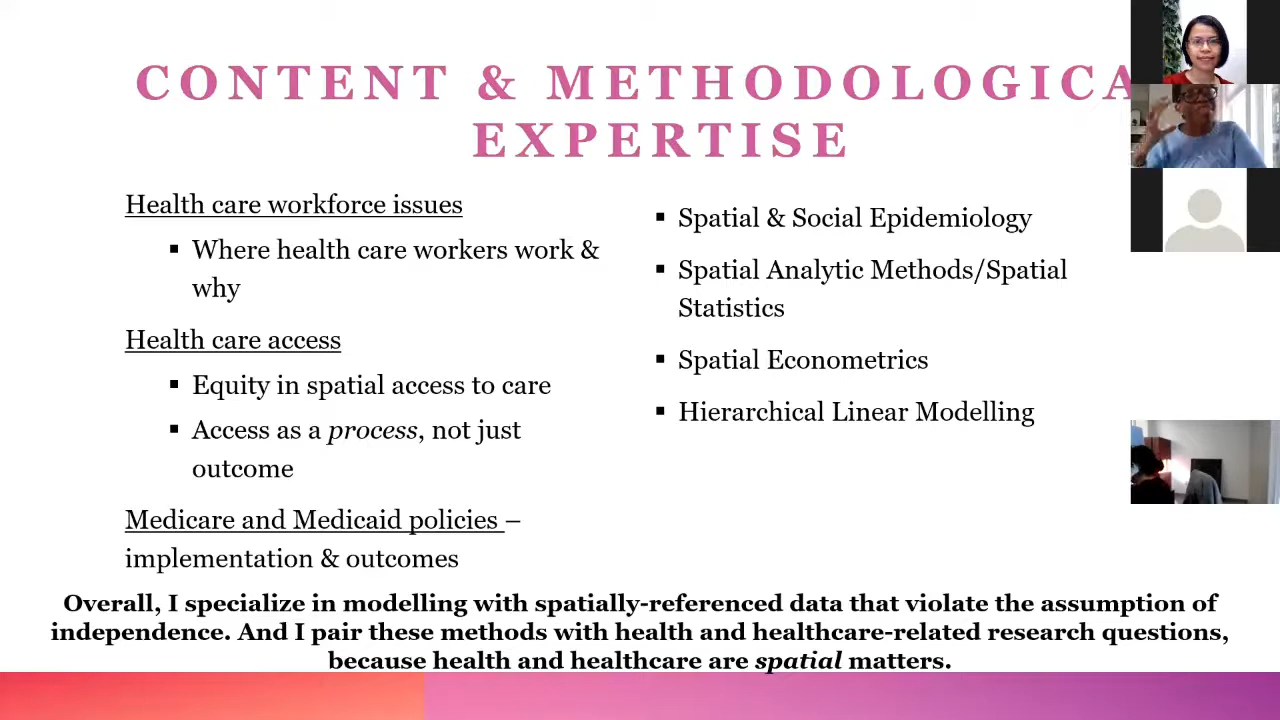 CONTENT & METHODOLOGICA
EXPERTISE
Health care workforce issues
▪ Where health care workers work &
why
Health care access
▪ Equity in spatial access to care
▪ Access as a process, not just
outcome
Medicare and Medicaid policies –
implementation & outcomes
▪ Spatial & Social Epidemiology
▪ Spatial Analytic Methods/Spatial
Statistics
▪ Spatial Econometrics
▪ Hierarchical Linear Modelling
Overall, I specialize in modelling with spatially-referenced data that violate the assumption of
independence. And I pair these methods with health and healthcare-related research questions,
because health and healthcare are spatial matters.